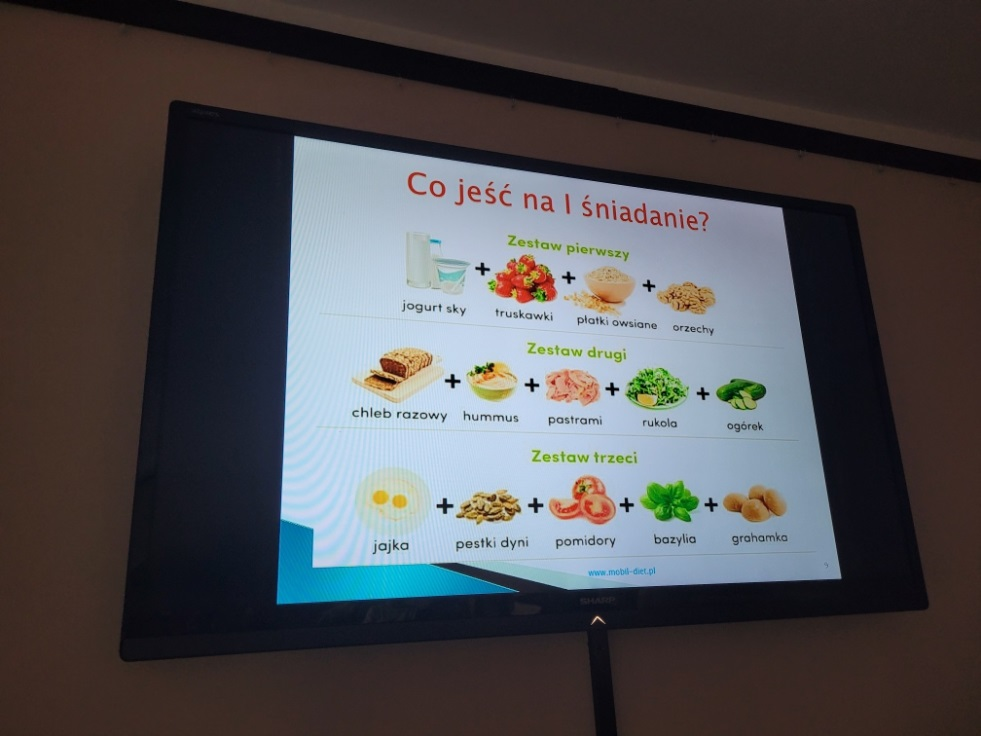 Co jeść na I śniadanie?
Zestaw pierwszy
jogurt sky truskawki płatki owsiane orzechy
Zestaw drugi
chleb razowy hummus pastrami rukola ogórek
Zestaw trzeci
jajka pestki dyni pomidory bazylia grahamka
www.mobil-diet.pl
SHARP